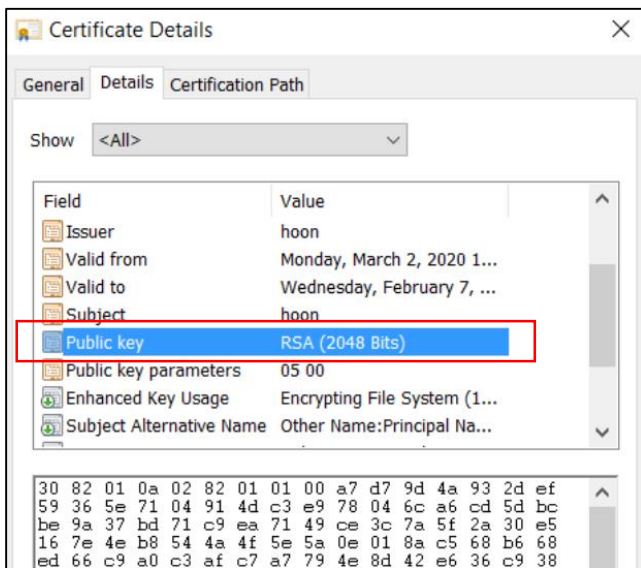 Certificate Details
General Details Certification Path
Show <All>
Field Value
Issuer hoon
Valid from Monday, March 2, 2020 1...
Valid to Wednesday, February 7, ...
Subject hoon
Public key RSA (2048 Bits)
Public key parameters 05 00
Enhanced Key Usage Encrypting File System (1...
Subject Alternative Name Other Name:Principal Na...
30 82 01 0a 02 82 01 01 00 a7 d7 9d 4a 93 2d ef
59 36 5e 71 04 91 4d c3 e9 78 04 6c a6 cd 5d bc
be 9a 37 bd 71 c9 ea 71 49 ce 3c 7a 5f 2a 30 e5
16 7e 4e b8 54 4a 4f 5e 5a 0e 01 8a c5 68 b6 68
ed 66 c9 a0 c3 af c7 a7 79 4e 8d 42 e6 36 c9 38